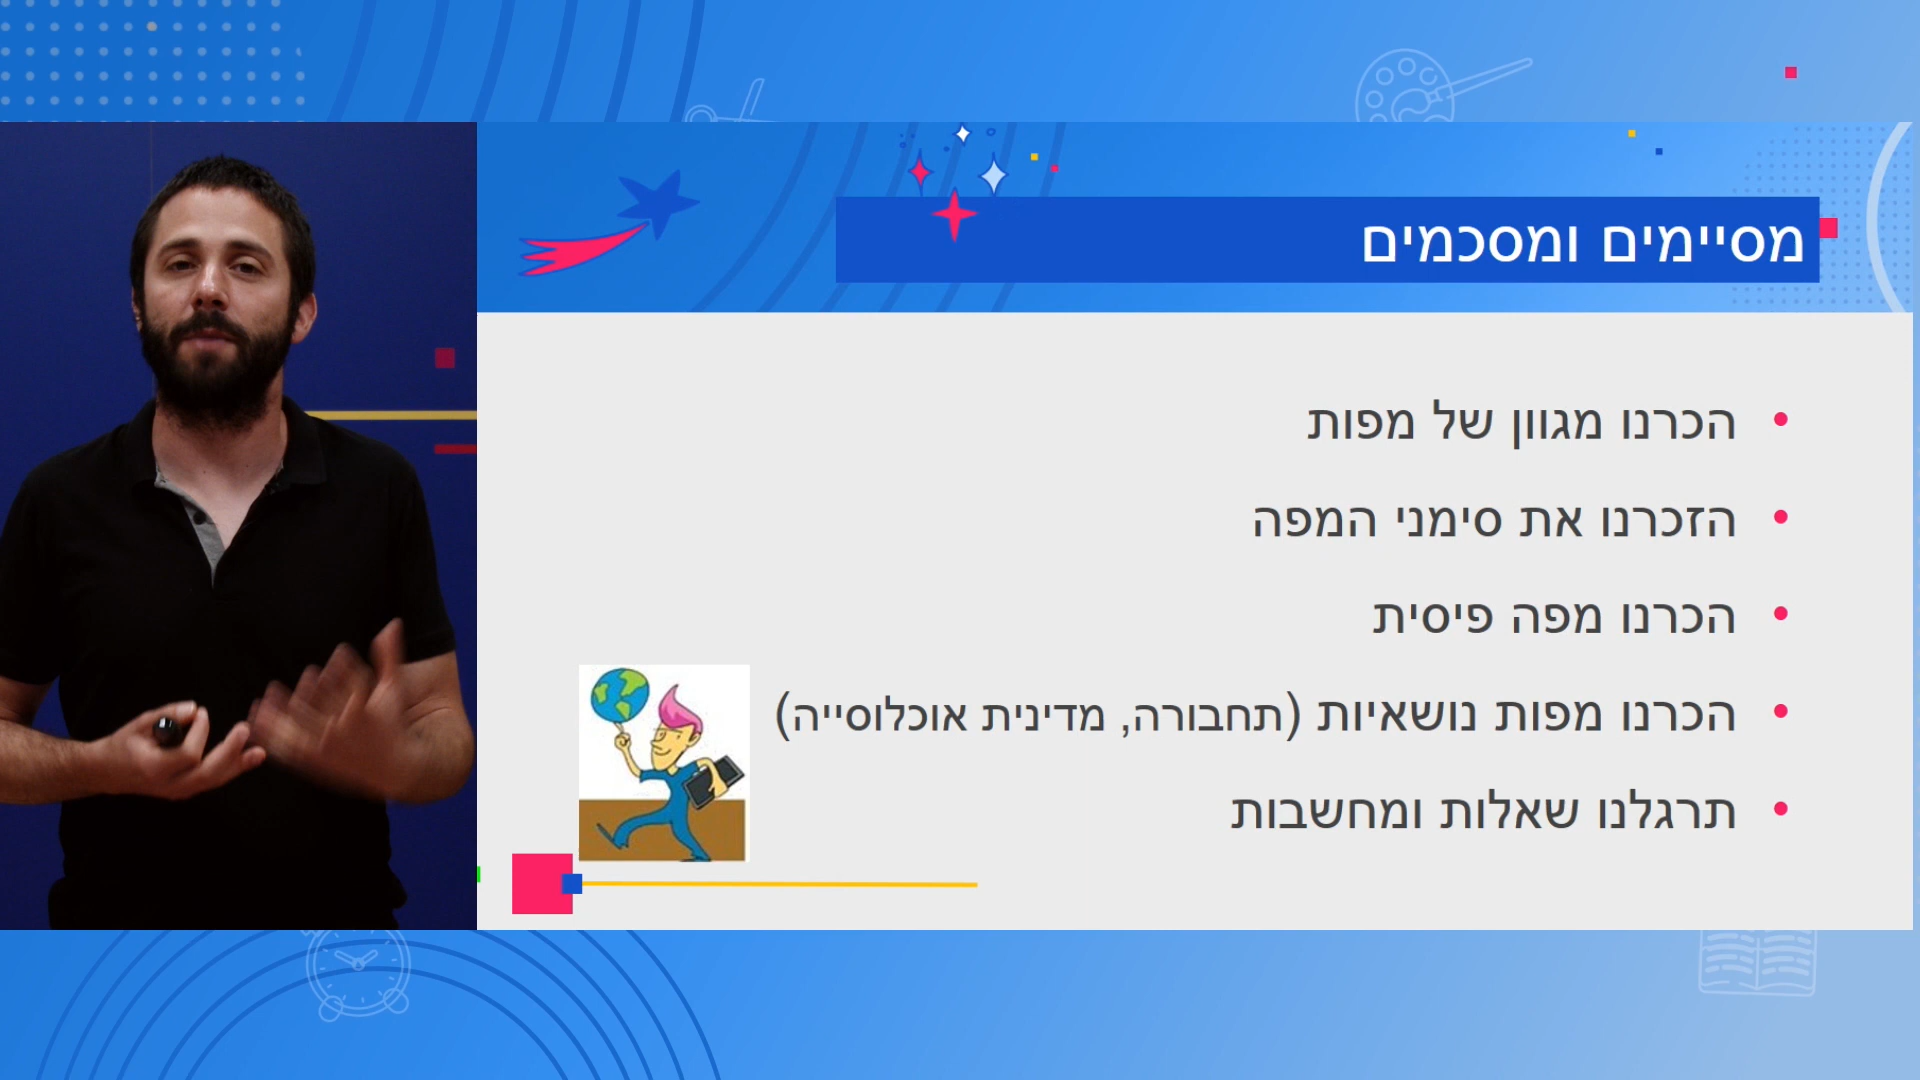 מסיימים ומסכמים
הכרנו מגוון של מפות
הזכרנו את סימני המפה
הכרנו מפה פיסית
הכרנו מפות נושאיות (תחבורה, מדינית אוכלוסייה)
תרגלנו שאלות ומחשבות